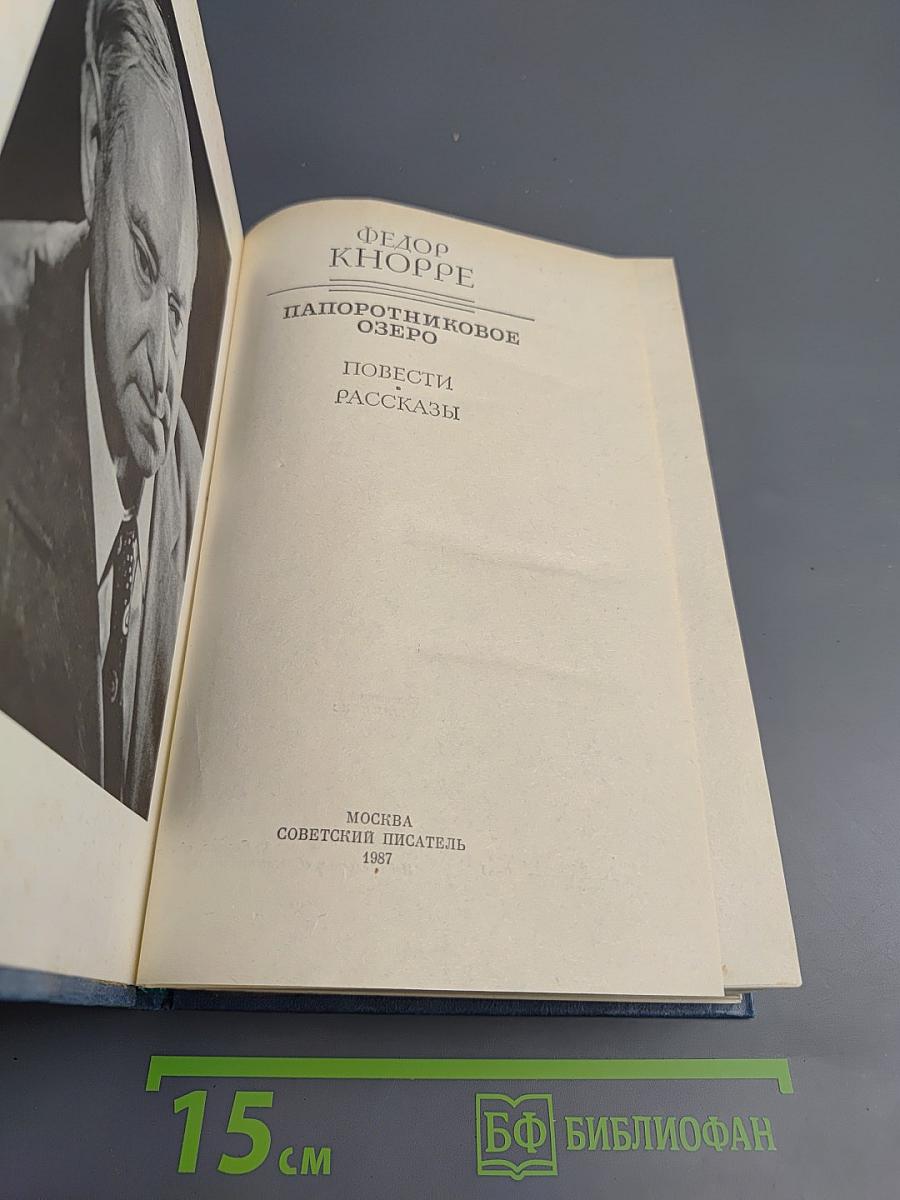 ФЕДОР
КНОРРЕ
ПАПОРОТНИКОВОЕ
ОЗЕРО
ПОВЕСТИ
•
РАССКАЗЫ
МОСКВА
СОВЕТСКИЙ ПИСАТЕЛЬ
1987
15 см
БФ БИБЛИОФАН